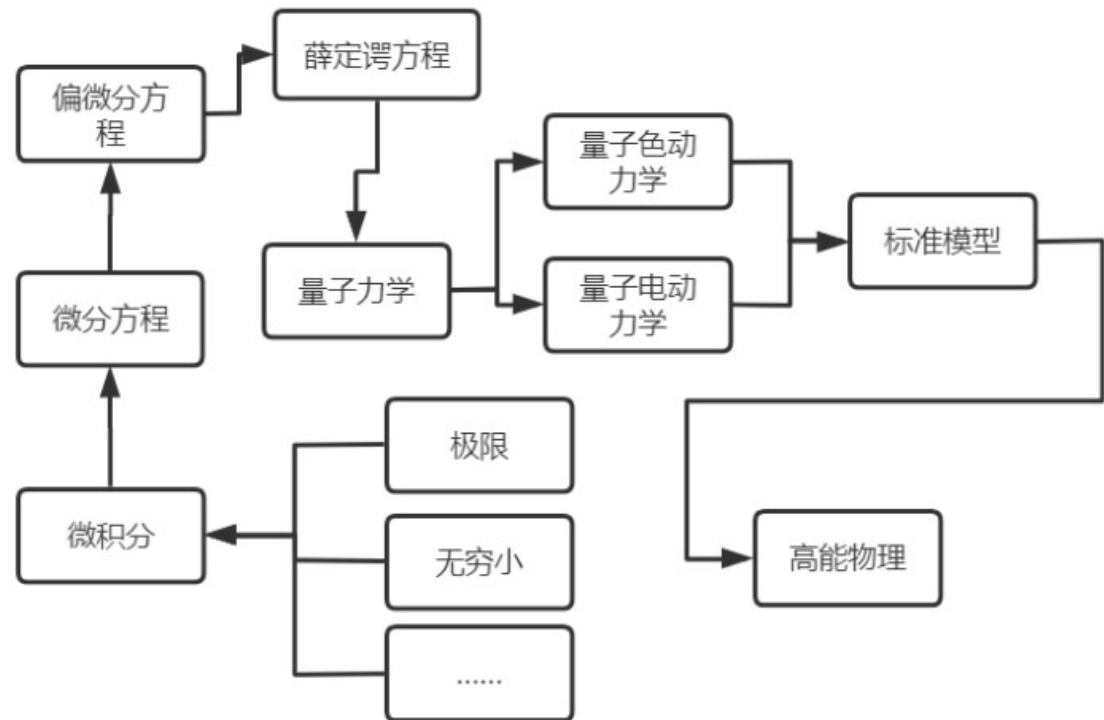 薛定谔方程
偏微分方
程
量子色动
力学
标准模型
量子力学
量子电动
力学
微分方程
极限
微积分
无穷小
高能物理
......